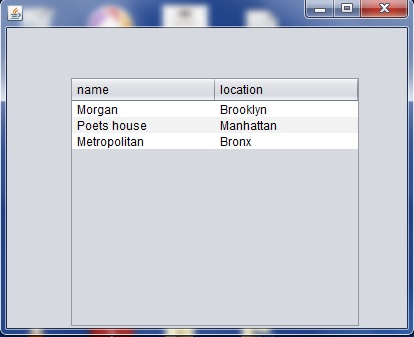 name location
Morgan Brooklyn
Poets house Manhattan
Metropolitan Bronx